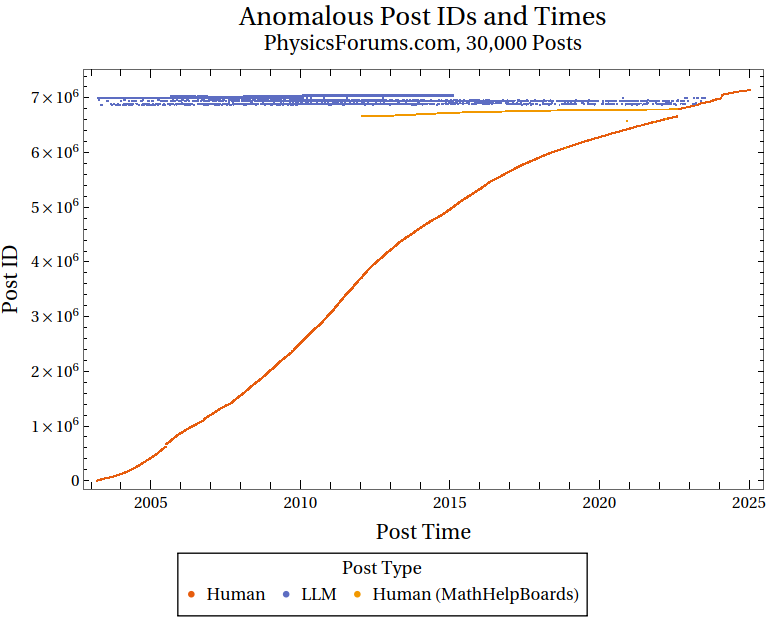 Anomalous Post IDs and Times
PhysicsForums.com, 30,000 Posts
Post ID
7 × 10⁶
6 × 10⁶
5 × 10⁶
4 × 10⁶
3 × 10⁶
2 × 10⁶
1 × 10⁶
0
2005 2010 2015 2020 2025
Post Time
Post Type
Human LLM Human (MathHelpBoards)